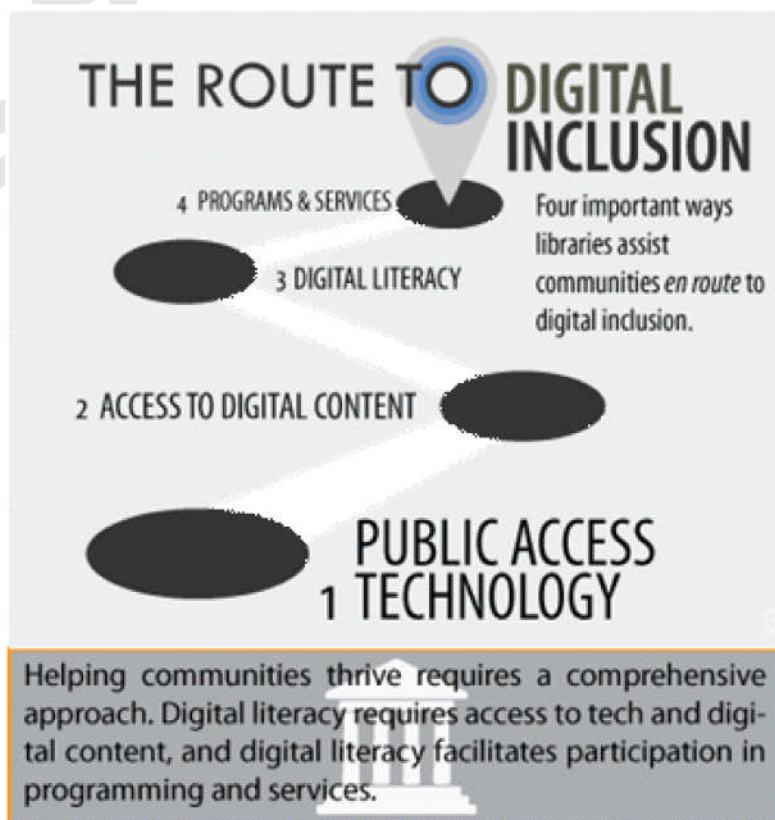 THE ROUTE TO DIGITAL
INCLUSION
Four important ways
libraries assist
communities en route to
digital inclusion.
4 PROGRAMS & SERVICES
3 DIGITAL LITERACY
2 ACCESS TO DIGITAL CONTENT
PUBLIC ACCESS
1 TECHNOLOGY
Helping communities thrive requires a comprehensive
approach. Digital literacy requires access to tech and digi-
tal content, and digital literacy facilitates participation in
programming and services.